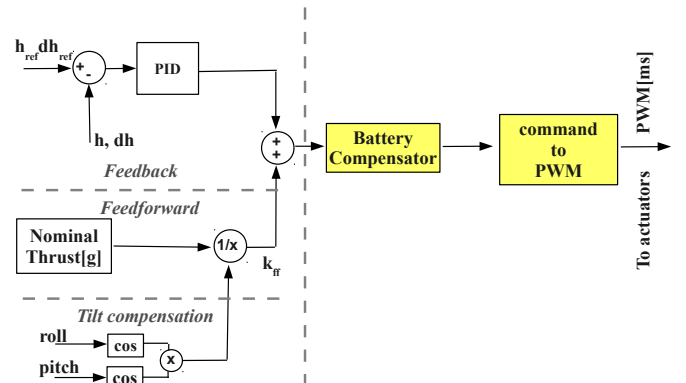 h_ref dh_ref
+
-
PID
h, dh
Feedback
+
+
Battery
Compensator
command
to
PWM
PWM[ms]
To actuators
Feedforward
Nominal
Thrust[g]
1/x
k_ff
Tilt compensation
roll
cos
x
pitch
cos